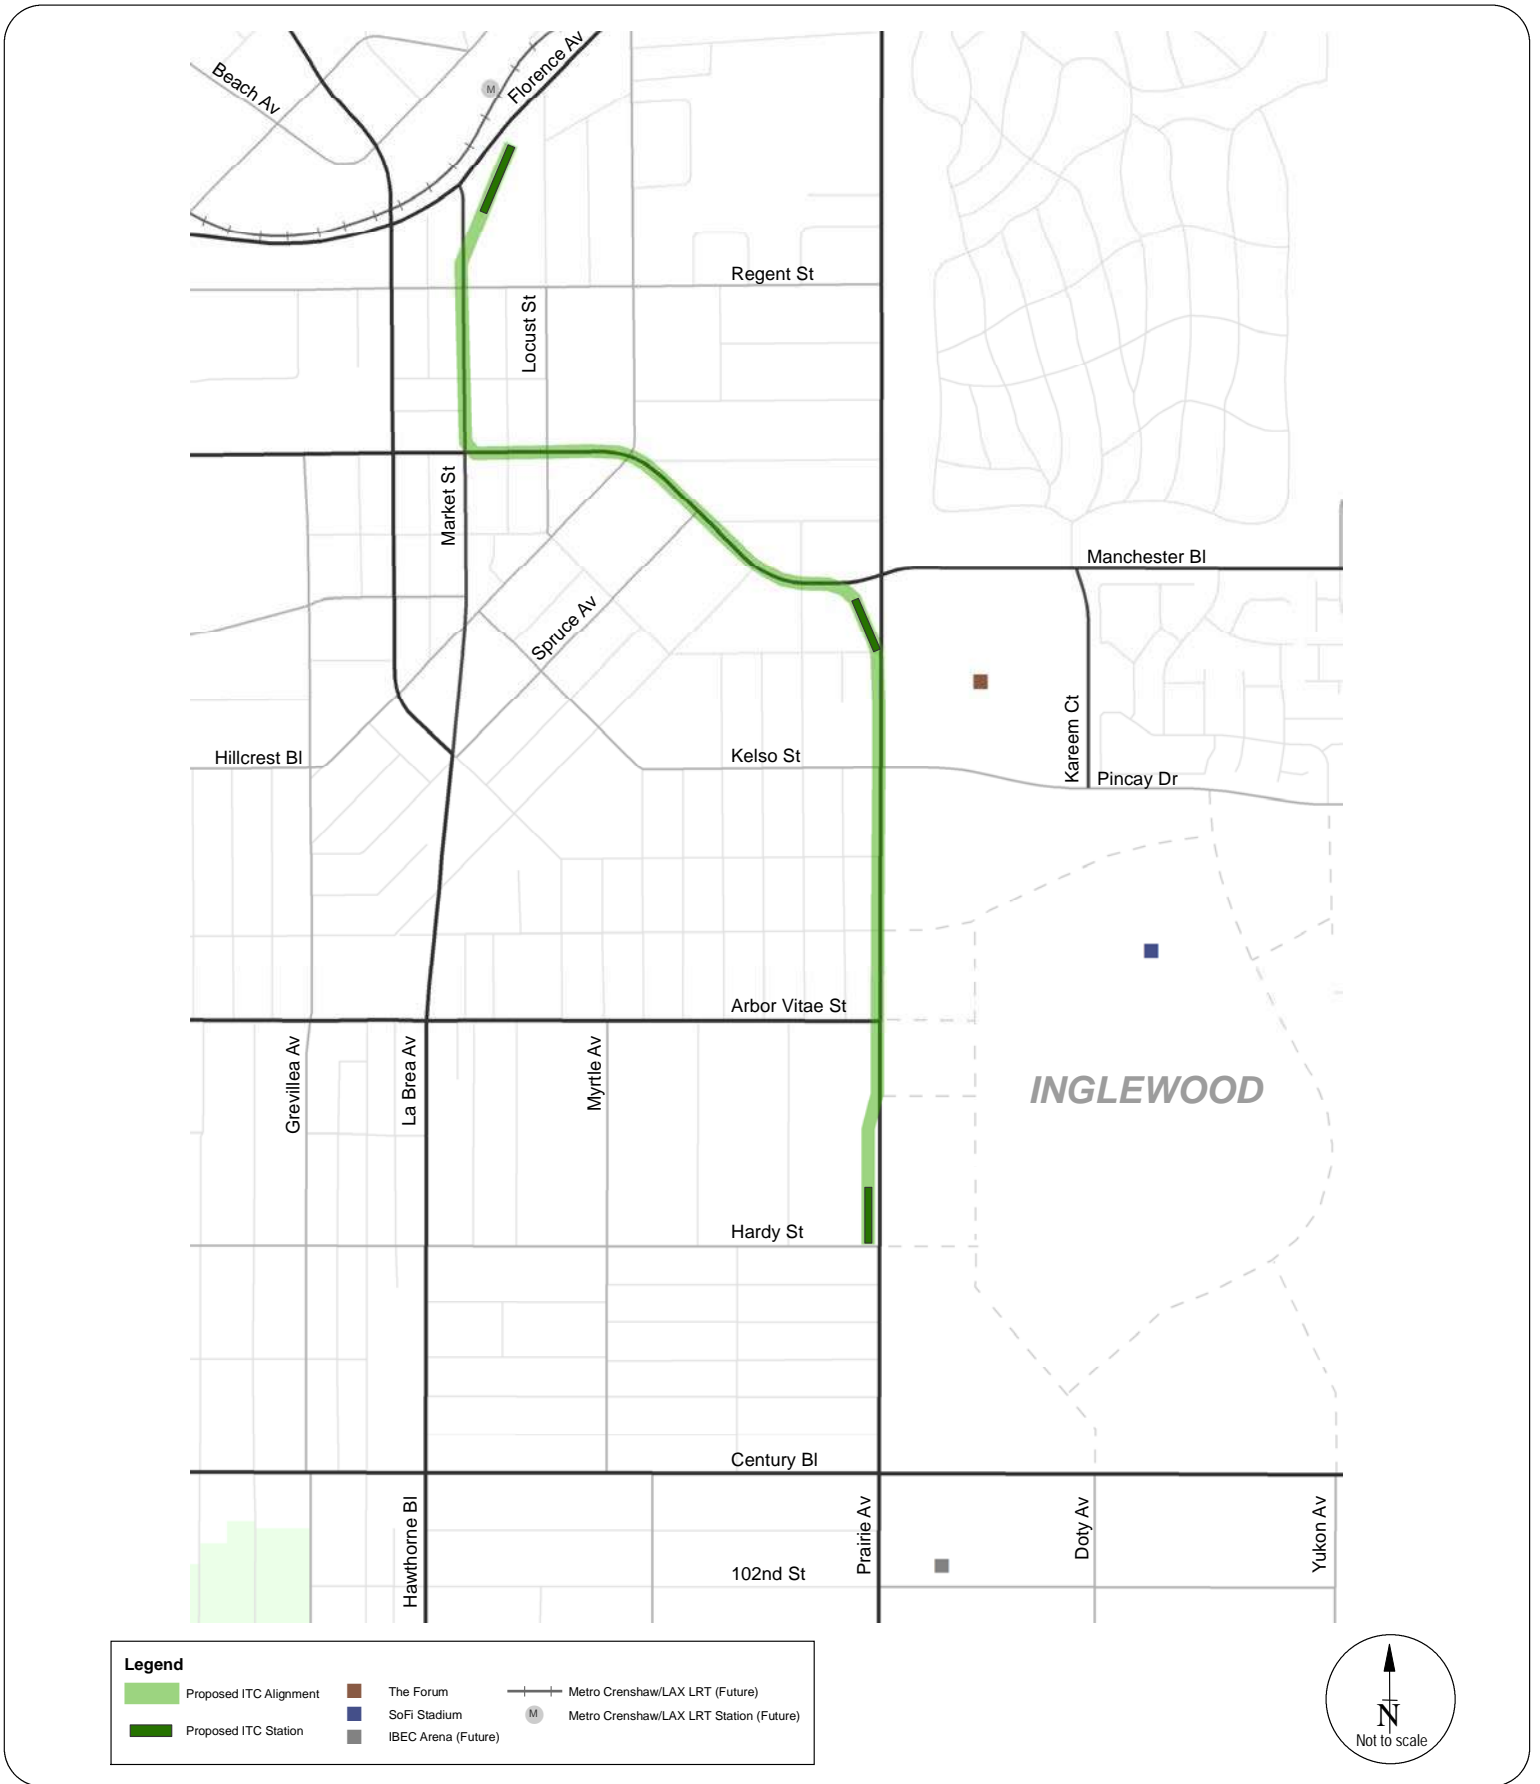 Beach Av
Florence Av
M
Regent St
Locust St
Market St
Manchester Bl
Spruce Av
Hillcrest Bl
Kelso St
Kareem Ct
Pincay Dr
Arbor Vitae St
Grevillea Av
La Brea Av
Myrtle Av
INGLEWOOD
Hardy St
Century Bl
Hawthorne Bl
Prairie Av
Doty Av
Yukon Av
102nd St
Legend
Proposed ITC Alignment
Proposed ITC Station
The Forum
SoFi Stadium
IBEC Arena (Future)
Metro Crenshaw/LAX LRT (Future)
M Metro Crenshaw/LAX LRT Station (Future)
N
Not to scale